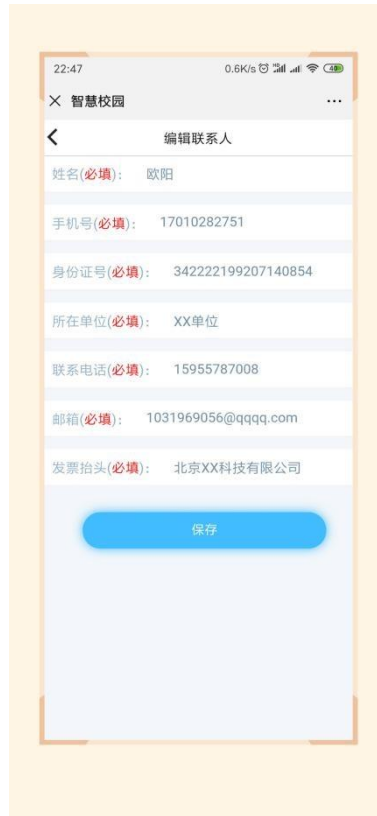 22:47 0.6K/s 40
智慧校园 ...
编辑联系人
姓名(必填): 欧阳
手机号(必填): 17010282751
身份证号(必填): 342222199207140854
所在单位(必填): XX单位
联系电话(必填): 15955787008
邮箱(必填): 1031969056@qqqq.com
发票抬头(必填): 北京XX科技有限公司
保存